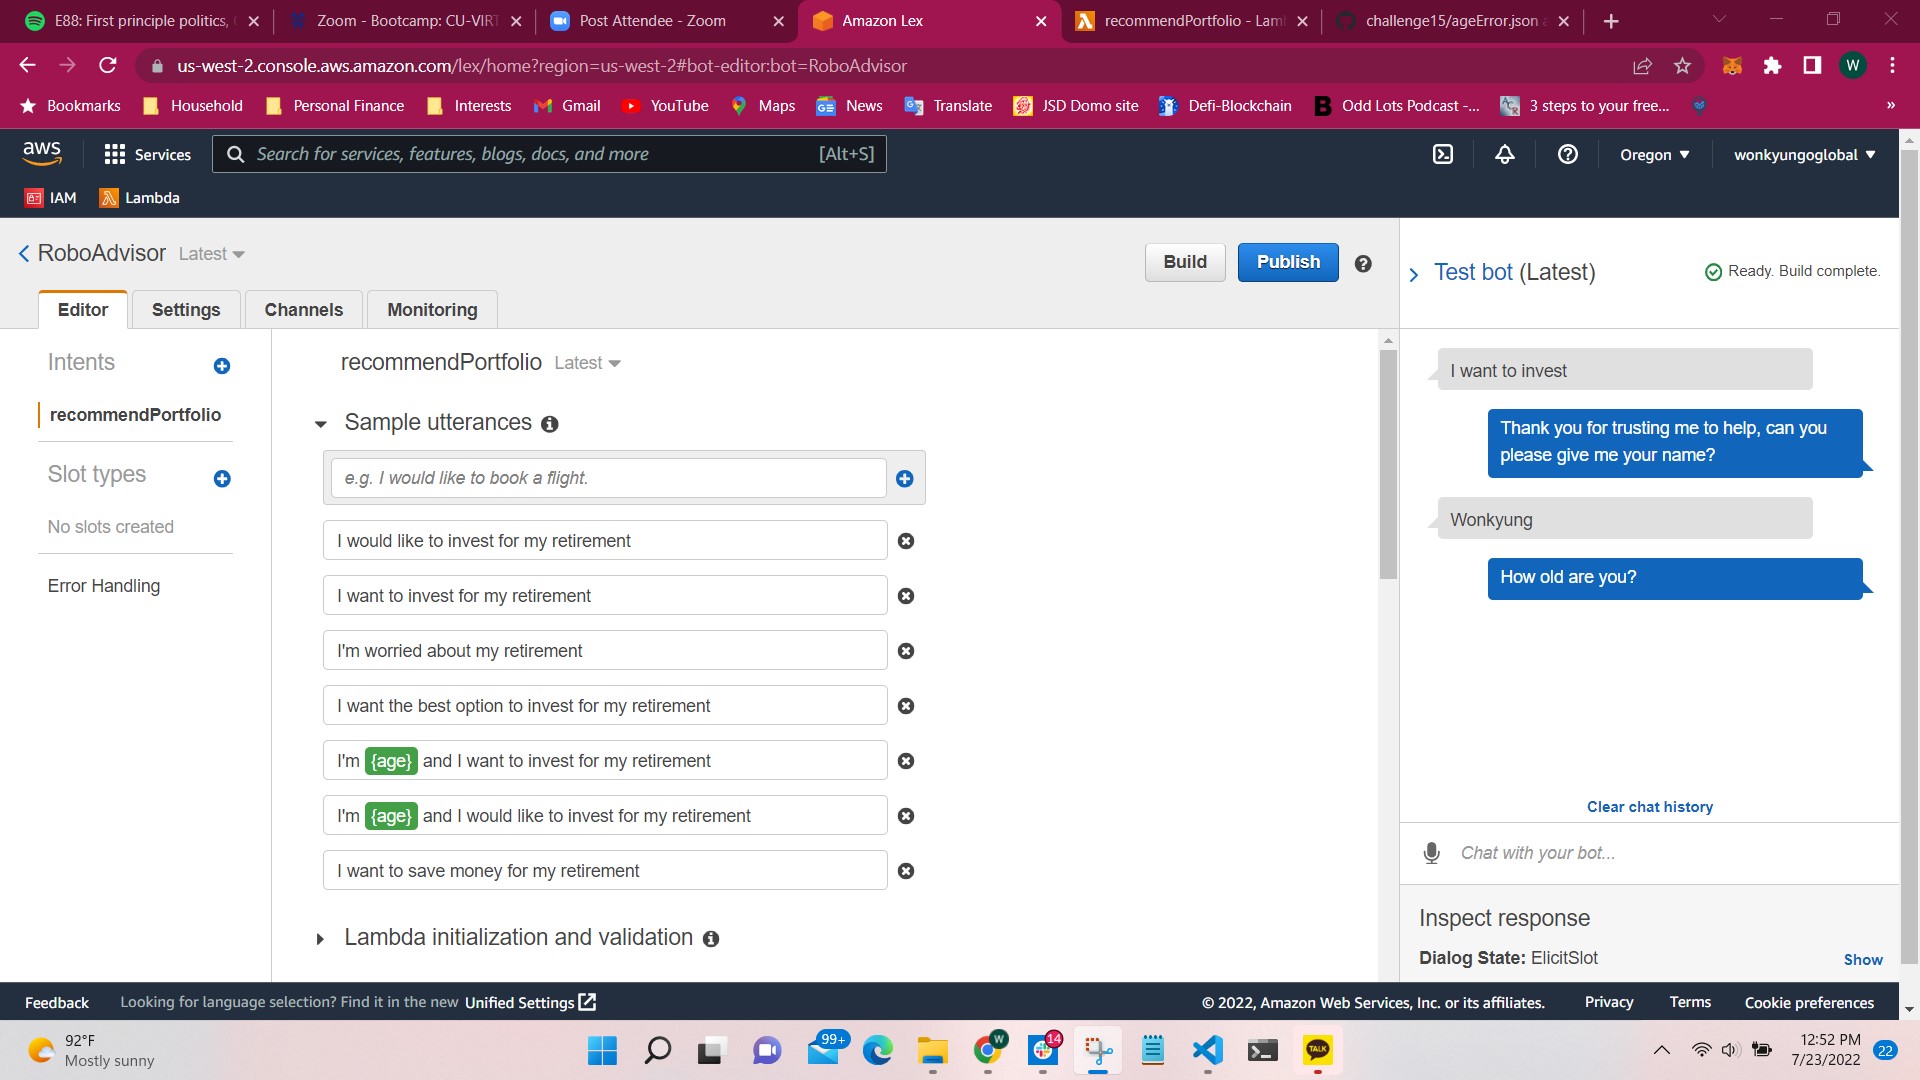 E88: First principle politics,
Zoom - Bootcamp: CU-VIRT
Post Attendee - Zoom
Amazon Lex
recommendPortfolio - Lam
challenge15/ageError.json a
us-west-2.console.aws.amazon.com/lex/home?region=us-west-2#bot-editor:bot=RoboAdvisor
W
Bookmarks
Household
Personal Finance
Interests
Gmail
YouTube
Maps
News
Translate
JSD Domo site
Defi-Blockchain
Odd Lots Podcast -...
3 steps to your free...
»
aws
Services
Search for services, features, blogs, docs, and more
[Alt+S]
Oregon
wonkyungoglobal
IAM
Lambda
RoboAdvisor Latest
Build
Publish
Test bot (Latest)
Ready. Build complete.
Editor
Settings
Channels
Monitoring
Intents
recommendPortfolio
Slot types
No slots created
Error Handling
recommendPortfolio Latest
Sample utterances
e.g. I would like to book a flight.
I would like to invest for my retirement
I want to invest for my retirement
I'm worried about my retirement
I want the best option to invest for my retirement
I'm {age} and I want to invest for my retirement
I'm {age} and I would like to invest for my retirement
I want to save money for my retirement
Lambda initialization and validation
I want to invest
Thank you for trusting me to help, can you
please give me your name?
Wonkyung
How old are you?
Clear chat history
Chat with your bot...
Inspect response
Dialog State: ElicitSlot
Show
Feedback
Looking for language selection? Find it in the new Unified Settings
© 2022, Amazon Web Services, Inc. or its affiliates.
Privacy
Terms
Cookie preferences
92°F
Mostly sunny
99+
W
14
TALK
12:52 PM
7/23/2022
22